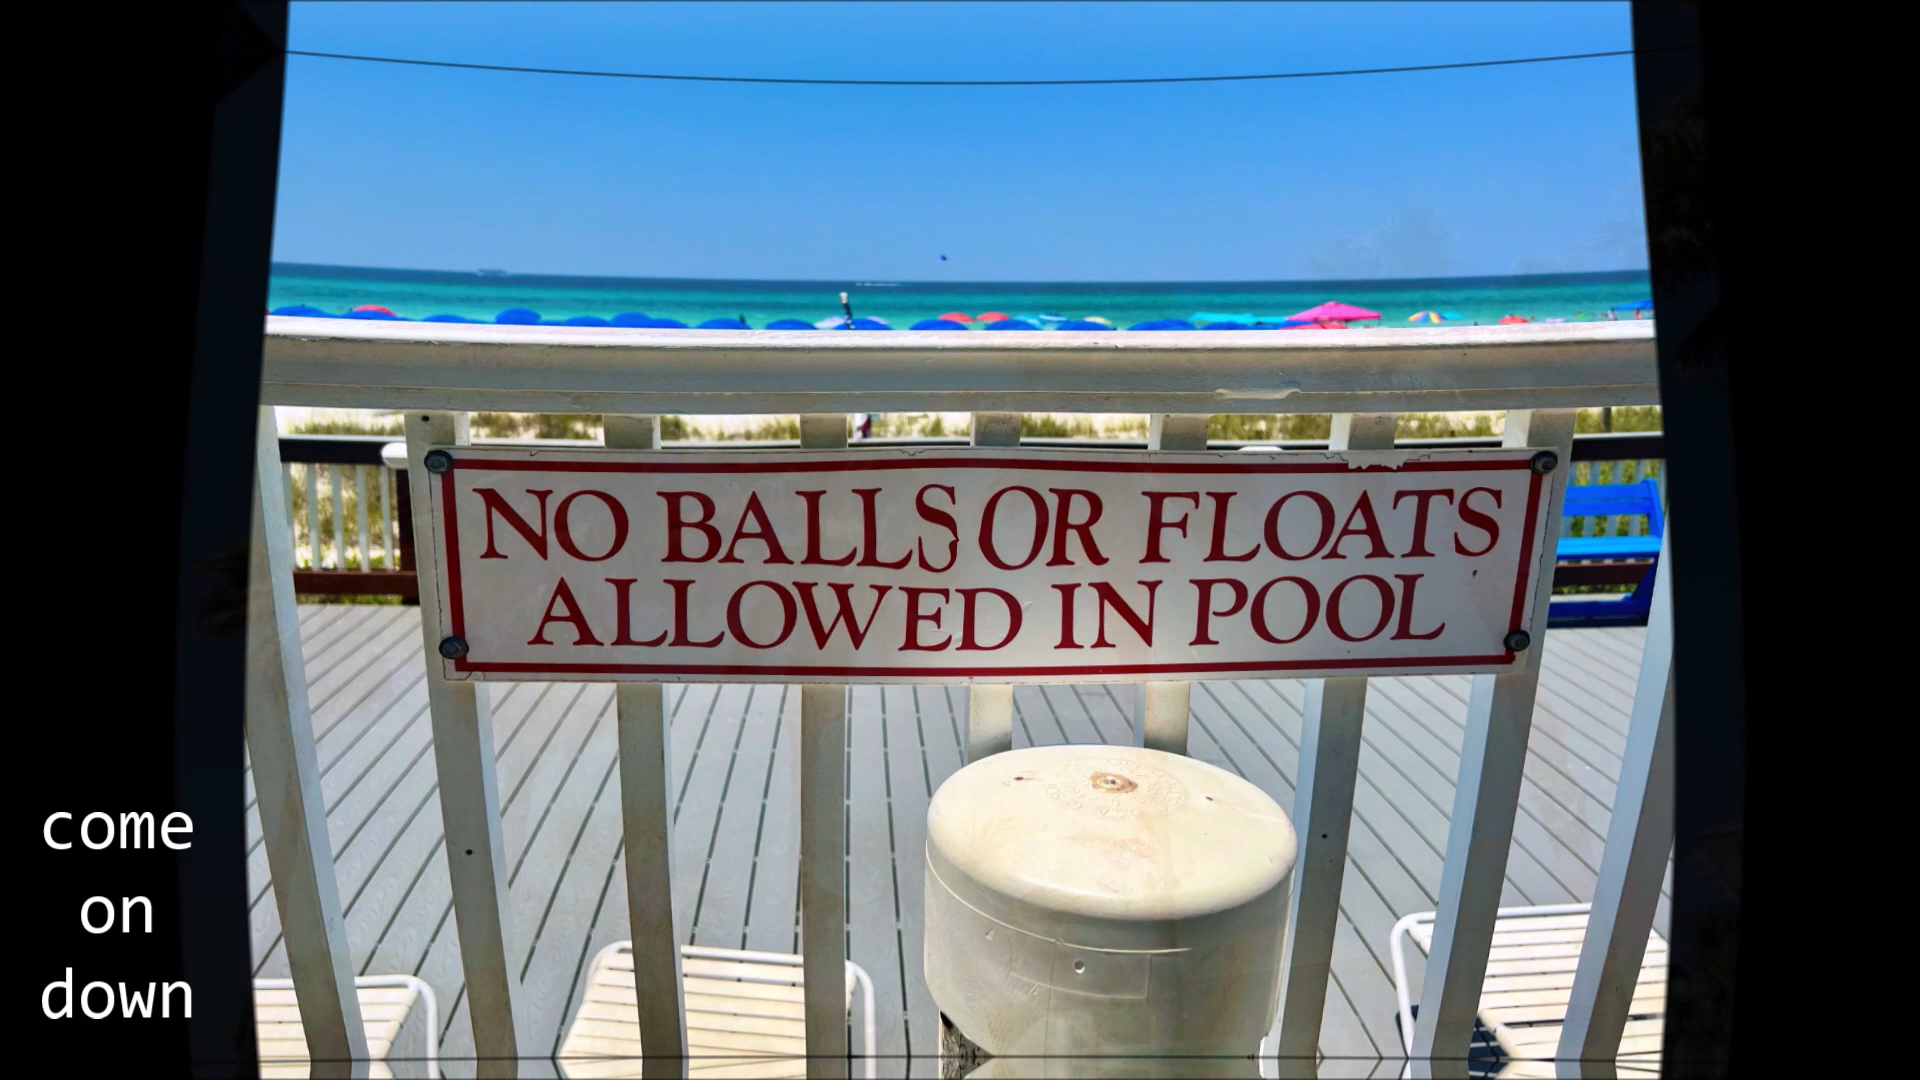 NO BALLS OR FLOATS
ALLOWED IN POOL
come
on
down